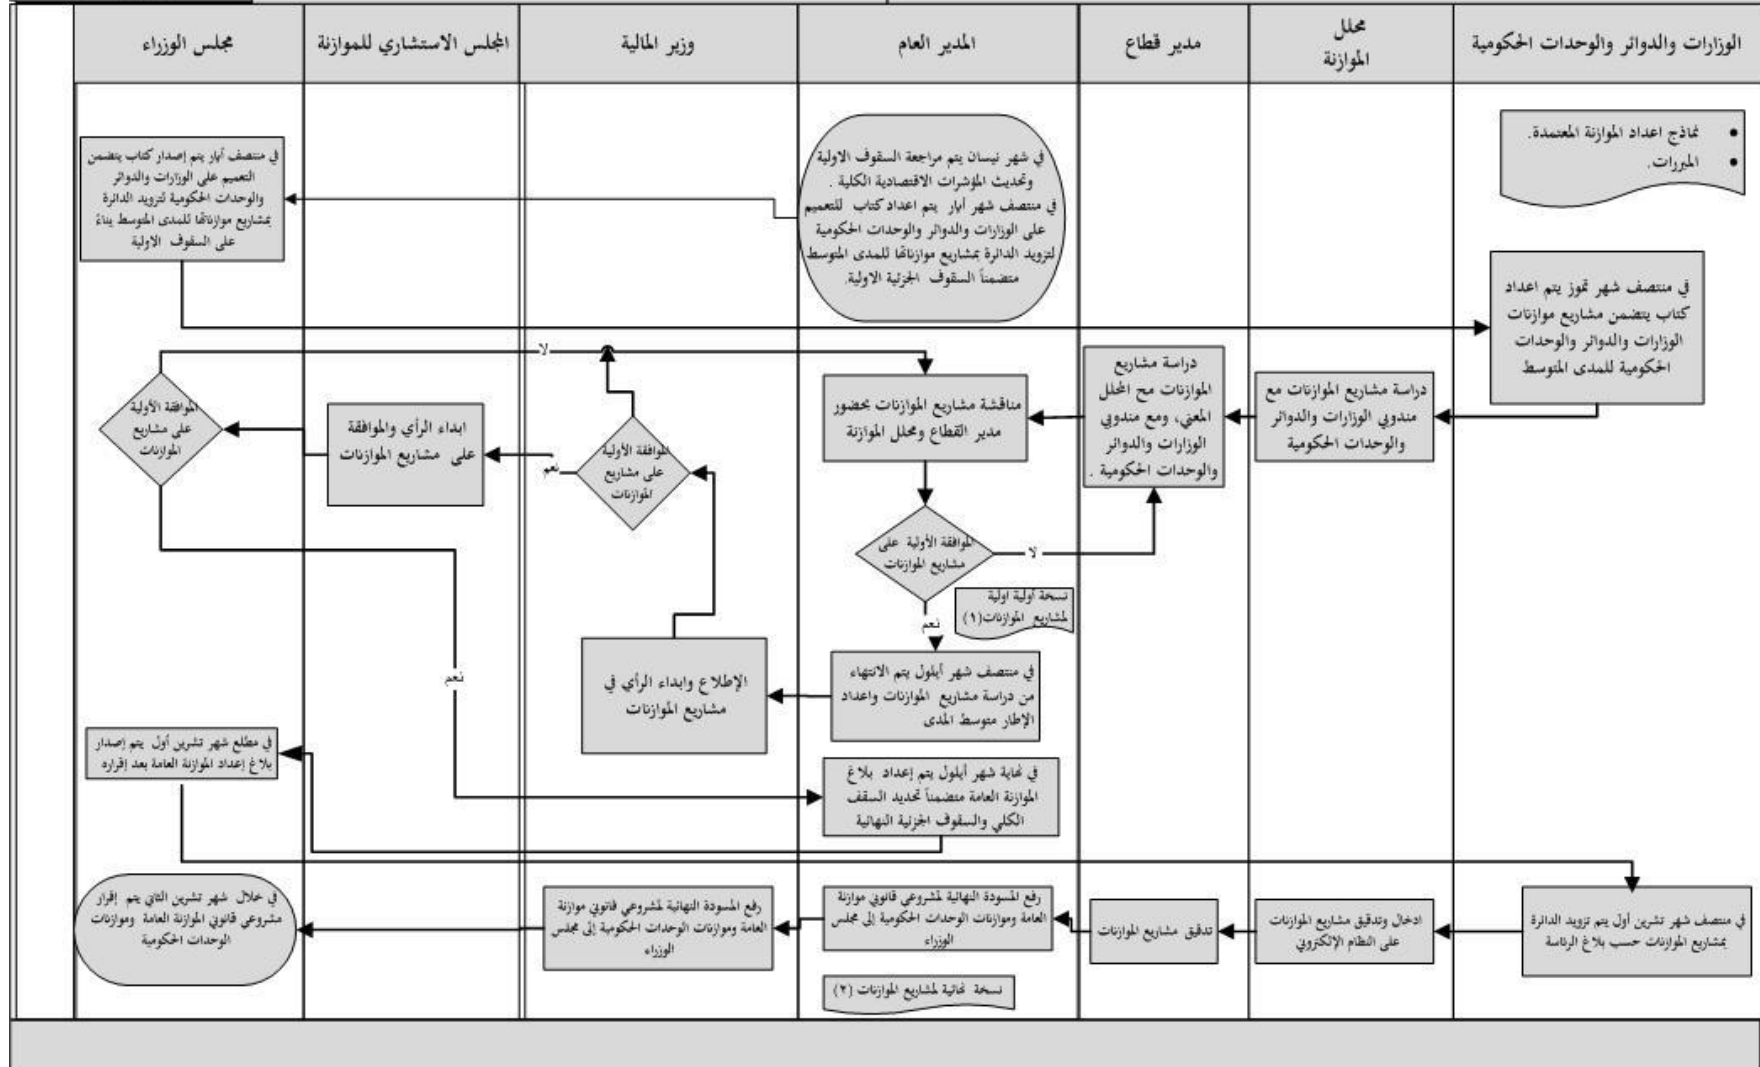 الوزارات والدوائر والوحدات الحكومية
محلل
الموازنة
مدير قطاع
المدير العام
وزير المالية
المجلس الاستشاري للموازنة
مجلس الوزراء
نماذج اعداد الموازنة المعتمدة.
المبررات.
في شهر نيسان يتم مراجعة السقوف الاولية
وتحديث المؤشرات الاقتصادية الكلية .
في منتصف شهر أيار يتم اعداد كتاب للتعميم
على الوزارات والدوائر والوحدات الحكومية
لتزويد الدائرة بمشاريع موازناتها للمدى المتوسط
متضمناً السقوف الجزئية الاولية.
في منتصف أيار يتم إصدار كتاب يتضمن
التعميم على الوزارات والدوائر
والوحدات الحكومية لتزويد الدائرة
بمشاريع موازناتها للمدى المتوسط بناءً
على السقوف الاولية
في منتصف شهر تموز يتم اعداد
كتاب يتضمن مشاريع موازنات
الوزارات والدوائر والوحدات
الحكومية للمدى المتوسط
دراسة مشاريع الموازنات مع
مندوبي الوزارات والدوائر
والوحدات الحكومية
دراسة مشاريع
الموازنات مح المحلل
المعني، ومع مندوبي
الوزارات والدوائر
والوحدات الحكومية .
مناقشة مشاريع الموازنات بحضور
مدير القطاع ومحلل الموازنة
لا
الموافقة الأولية على
مشاريع الموازنات
لا
نعم
نسخة أولية اولية
لمشاريع الموازنات(١)
في منتصف شهر أيلول يتم الانتهاء
من دراسة مشاريع الموازنات واعداد
الإطار متوسط المدى
الإطلاع وابداء الرأي في
مشاريع الموازنات
الموافقة الأولية
على مشاريع
الموازنات
نعم
ابداء الرأي والموافقة
على مشاريع الموازنات
الموافقة الأولية
على مشاريع
الموازنات
نعم
في نهاية شهر أيلول يتم إعداد بلاغ
الموازنة العامة متضمناً تحديد السقف
الكلي والسقوف الجزئية النهائية
في مطلع شهر تشرين أول يتم إصدار
بلاغ إعداد الموازنة العامة بعد إقراره
في منتصف شهر تشرين أول يتم تزويد الدائرة
بمشاريع الموازنات حسب بلاغ الرئاسة
ادخال وتدقيق مشاريع الموازنات
على النظام الإلكتروني
تدقيق مشاريع الموازنات
رفع المسودة النهائية لمشروعي قانوني موازنة
العامة وموازنات الوحدات الحكومية إلى مجلس
الوزراء
رفع المسودة النهائية لمشروعي قانوني موازنة
العامة وموازنات الوحدات الحكومية إلى مجلس
الوزراء
في خلال شهر تشرين الثاني يتم إقرار
مشروعي قانوني الموازنة العامة وموازنات
الوحدات الحكومية
نسخة نهائية لمشاريع الموازنات (٢)